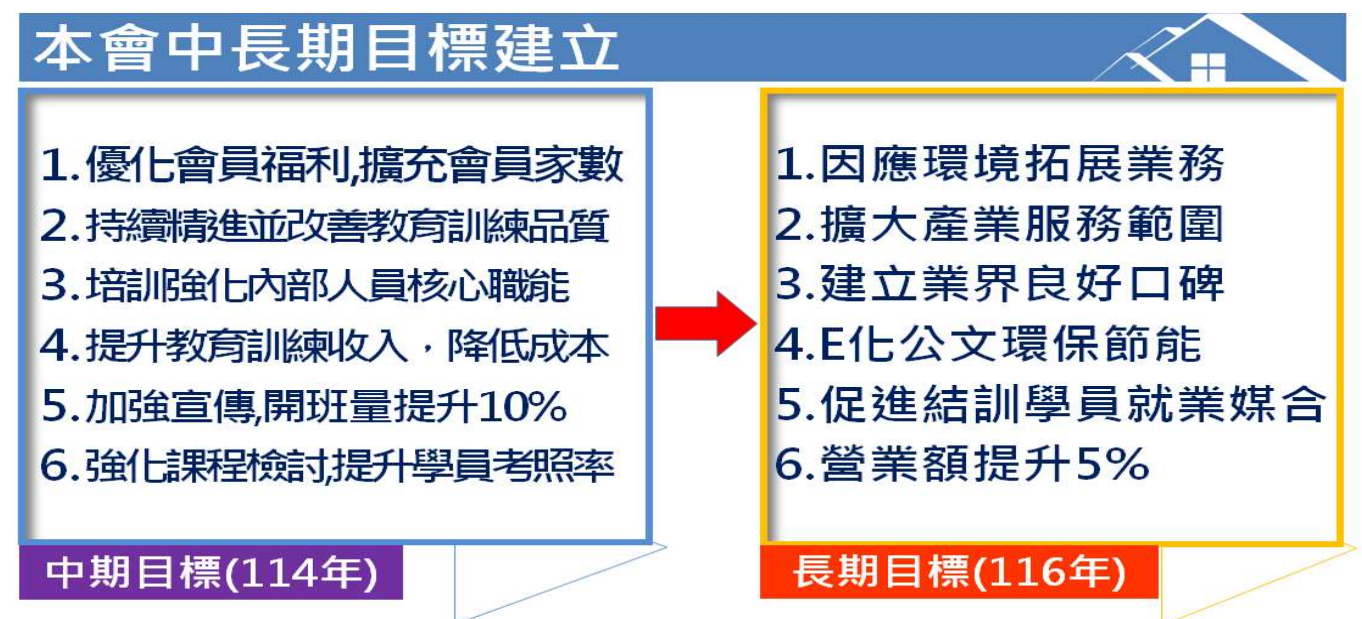 本會中長期目標建立
1.優化會員福利,擴充會員家數
2.持續精進並改善教育訓練品質
3.培訓強化內部人員核心職能
4.提升教育訓練收入，降低成本
5.加強宣傳,開班量提升10%
6.強化課程檢討,提升學員考照率
中期目標(114年)
1.因應環境拓展業務
2.擴大產業服務範圍
3.建立業界良好口碑
4.E化公文環保節能
5.促進結訓學員就業媒合
6.營業額提升5%
長期目標(116年)